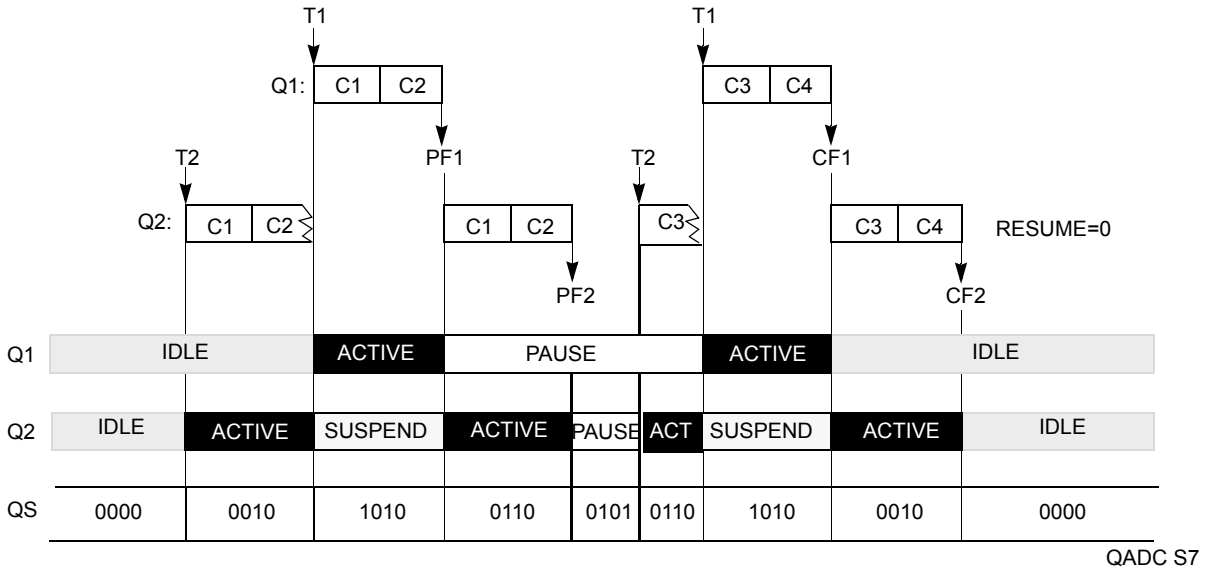 T1 T1
Q1: C1 C2 C3 C4
T2 PF1 T2 CF1
Q2: C1 C2 C1 C2 C3 C3 C4 RESUME=0
PF2 CF2
Q1 IDLE ACTIVE PAUSE ACTIVE IDLE
Q2 IDLE ACTIVE SUSPEND ACTIVE PAUSE ACT SUSPEND ACTIVE IDLE
QS 0000 0010 1010 0110 0101 0110 1010 0010 0000
QADC S7